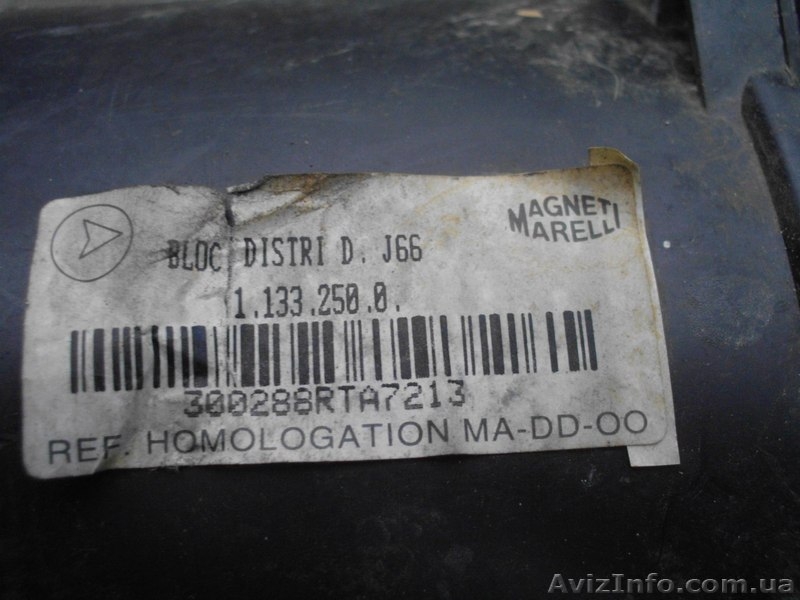 MAGNETI
MARELLI
BLOC DISTRI D. J66
1.133.250.0.
300288RTA7213
REF. HOMOLOGATION MA-DD-OO
AvizInfo.com.ua